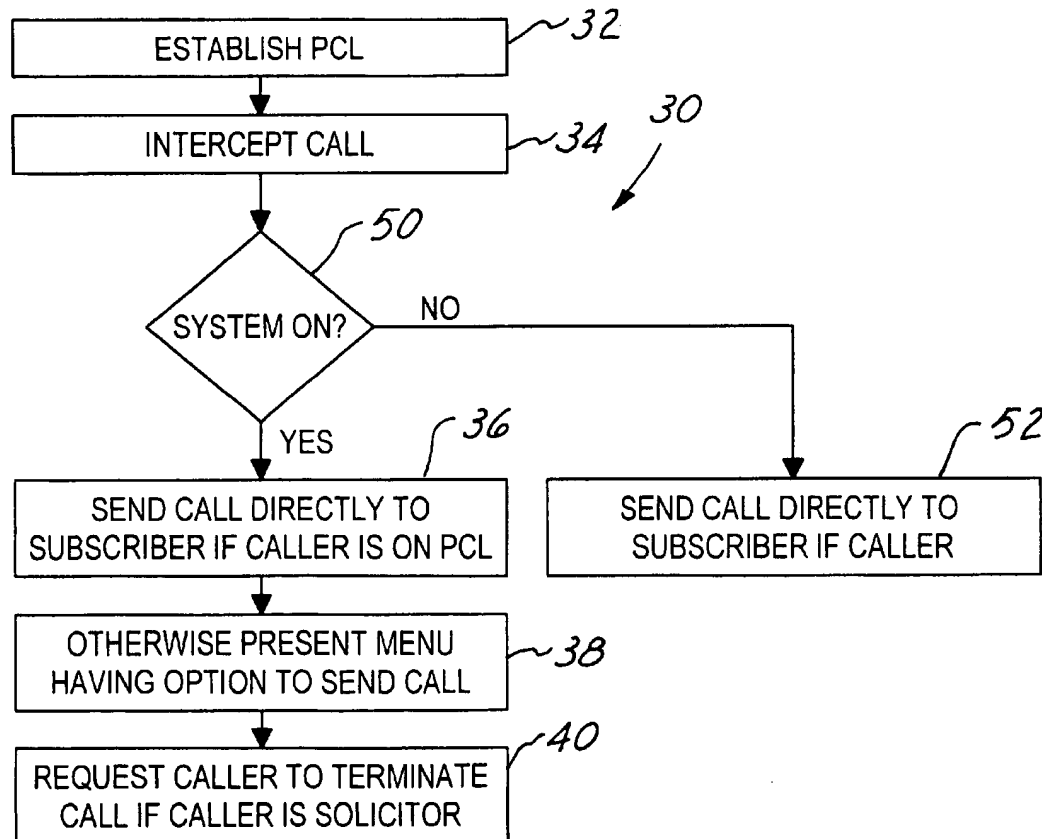 ESTABLISH PCL
32
INTERCEPT CALL
34
30
50
SYSTEM ON?
NO
YES
36
52
SEND CALL DIRECTLY TO
SUBSCRIBER IF CALLER IS ON PCL
SEND CALL DIRECTLY TO
SUBSCRIBER IF CALLER
OTHERWISE PRESENT MENU
HAVING OPTION TO SEND CALL
38
40
REQUEST CALLER TO TERMINATE
CALL IF CALLER IS SOLICITOR